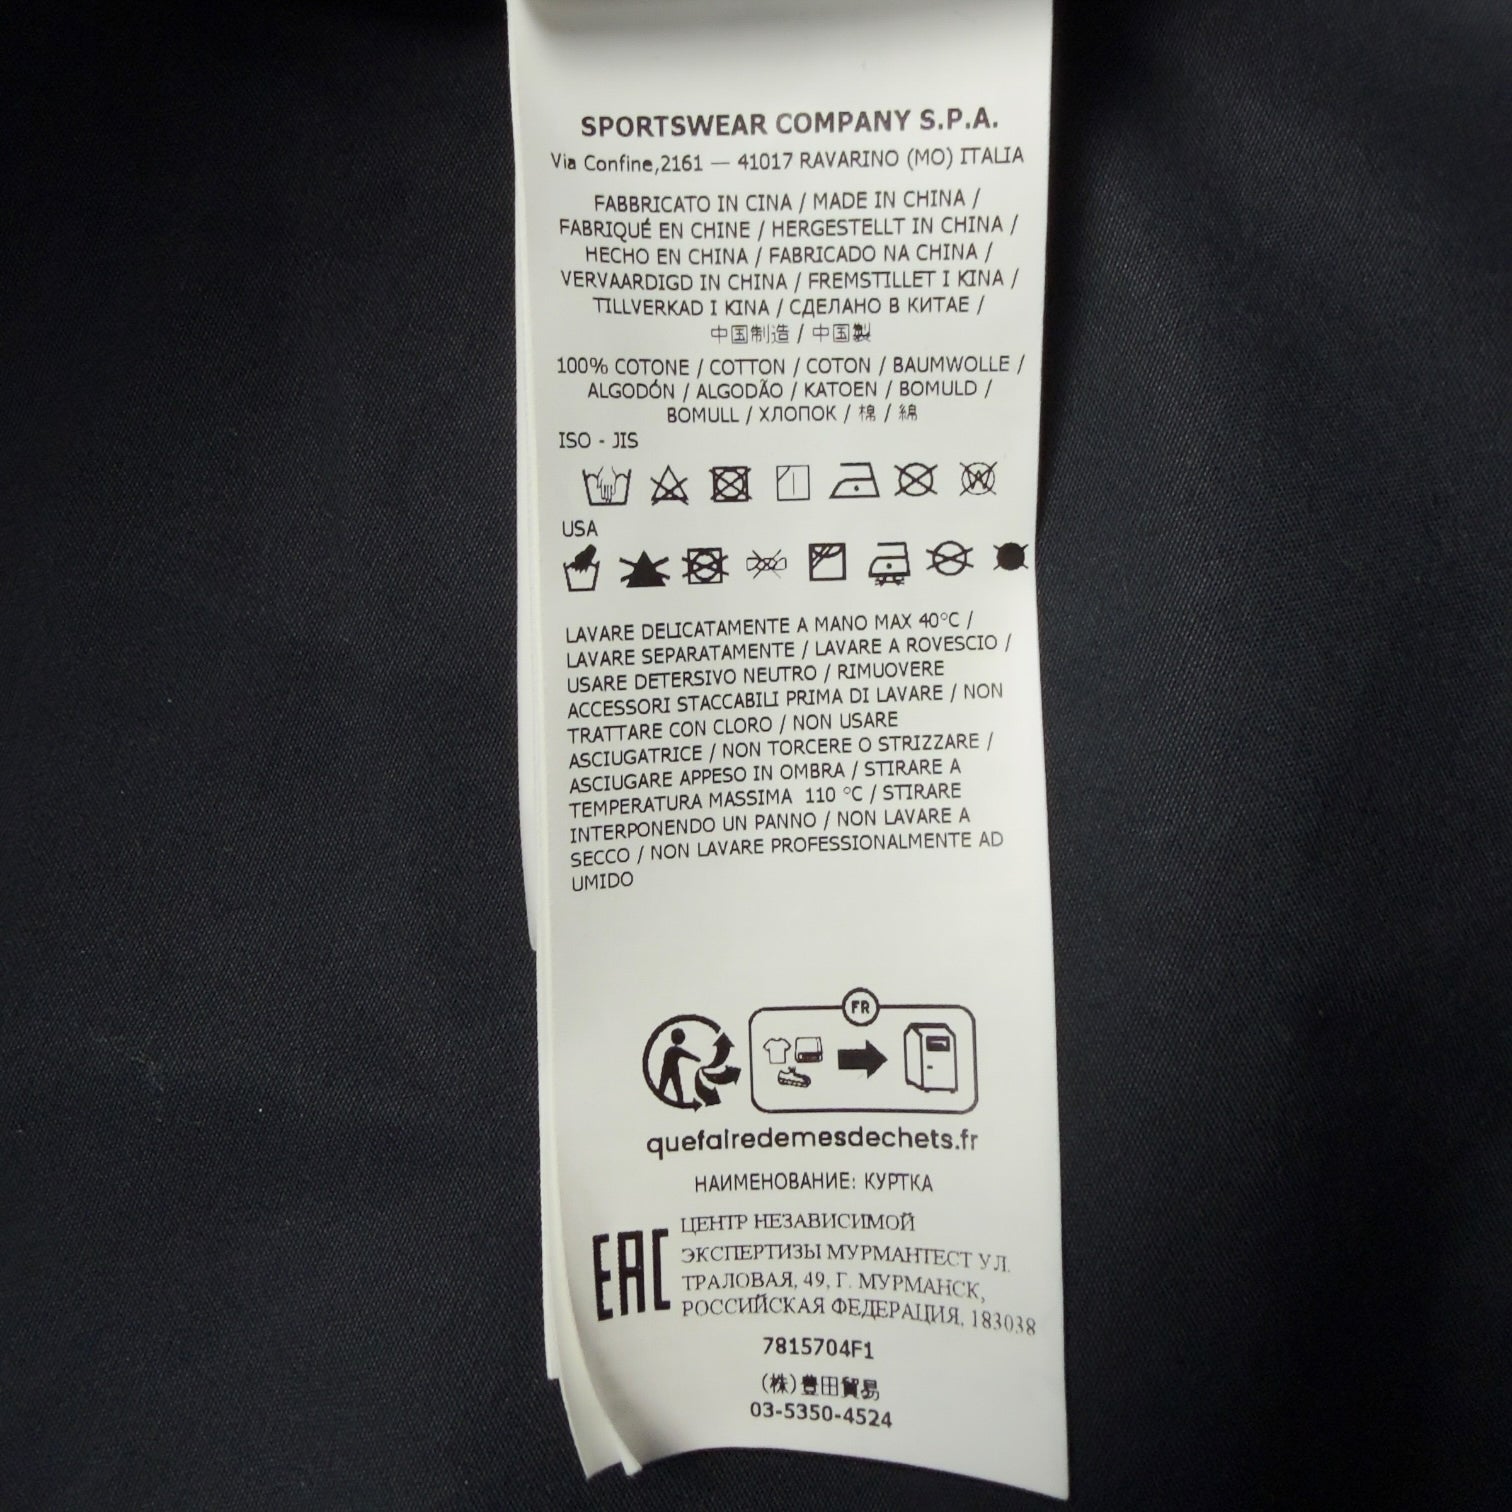 SPORTSWEAR COMPANY S.P.A.
Via Confine,2161 — 41017 RAVARINO (MO) ITALIA
FABBRICATO IN CINA / MADE IN CHINA /
FABRIQUÉ EN CHINE / HERGESTELLT IN CHINA /
HECHO EN CHINA / FABRICADO NA CHINA /
VERVAARDIGD IN CHINA / FREMSTILLET I KINA /
TILLVERKAD I KINA / СДЕЛАНО В КИТАЕ /
中国制造 / 中国製
100% COTONE / COTTON / COTON / BAUMWOLLE /
ALGODÓN / ALGODÃO / KATOEN / BOMULD /
BOMULL / ХЛОПОК / 棉 / 綿
ISO - JIS
W
USA
LAVARE DELICATAMENTE A MANO MAX 40°C /
LAVARE SEPARATAMENTE / LAVARE A ROVESCIO /
USARE DETERSIVO NEUTRO / RIMUOVERE
ACCESSORI STACCABILI PRIMA DI LAVARE / NON
TRATTARE CON CLORO / NON USARE
ASCIUGATRICE / NON TORCERE O STRIZZARE /
ASCIUGARE APPESO IN OMBRA / STIRARE A
TEMPERATURA MASSIMA 110 °C / STIRARE
INTERPONENDO UN PANNO / NON LAVARE A
SECCO / NON LAVARE PROFESSIONALMENTE AD
UMIDO
FR
quefairedemesdechets.fr
НАИМЕНОВАНИЕ: КУРТКА
EAC
ЦЕНТР НЕЗАВИСИМОЙ
ЭКСПЕРТИЗЫ МУРМАНТЕСТ УЛ.
ТРАЛОВАЯ, 49, Г. МУРМАНСК,
РОССИЙСКАЯ ФЕДЕРАЦИЯ, 183038
7815704F1
(株)豊田貿易
03-5350-4524